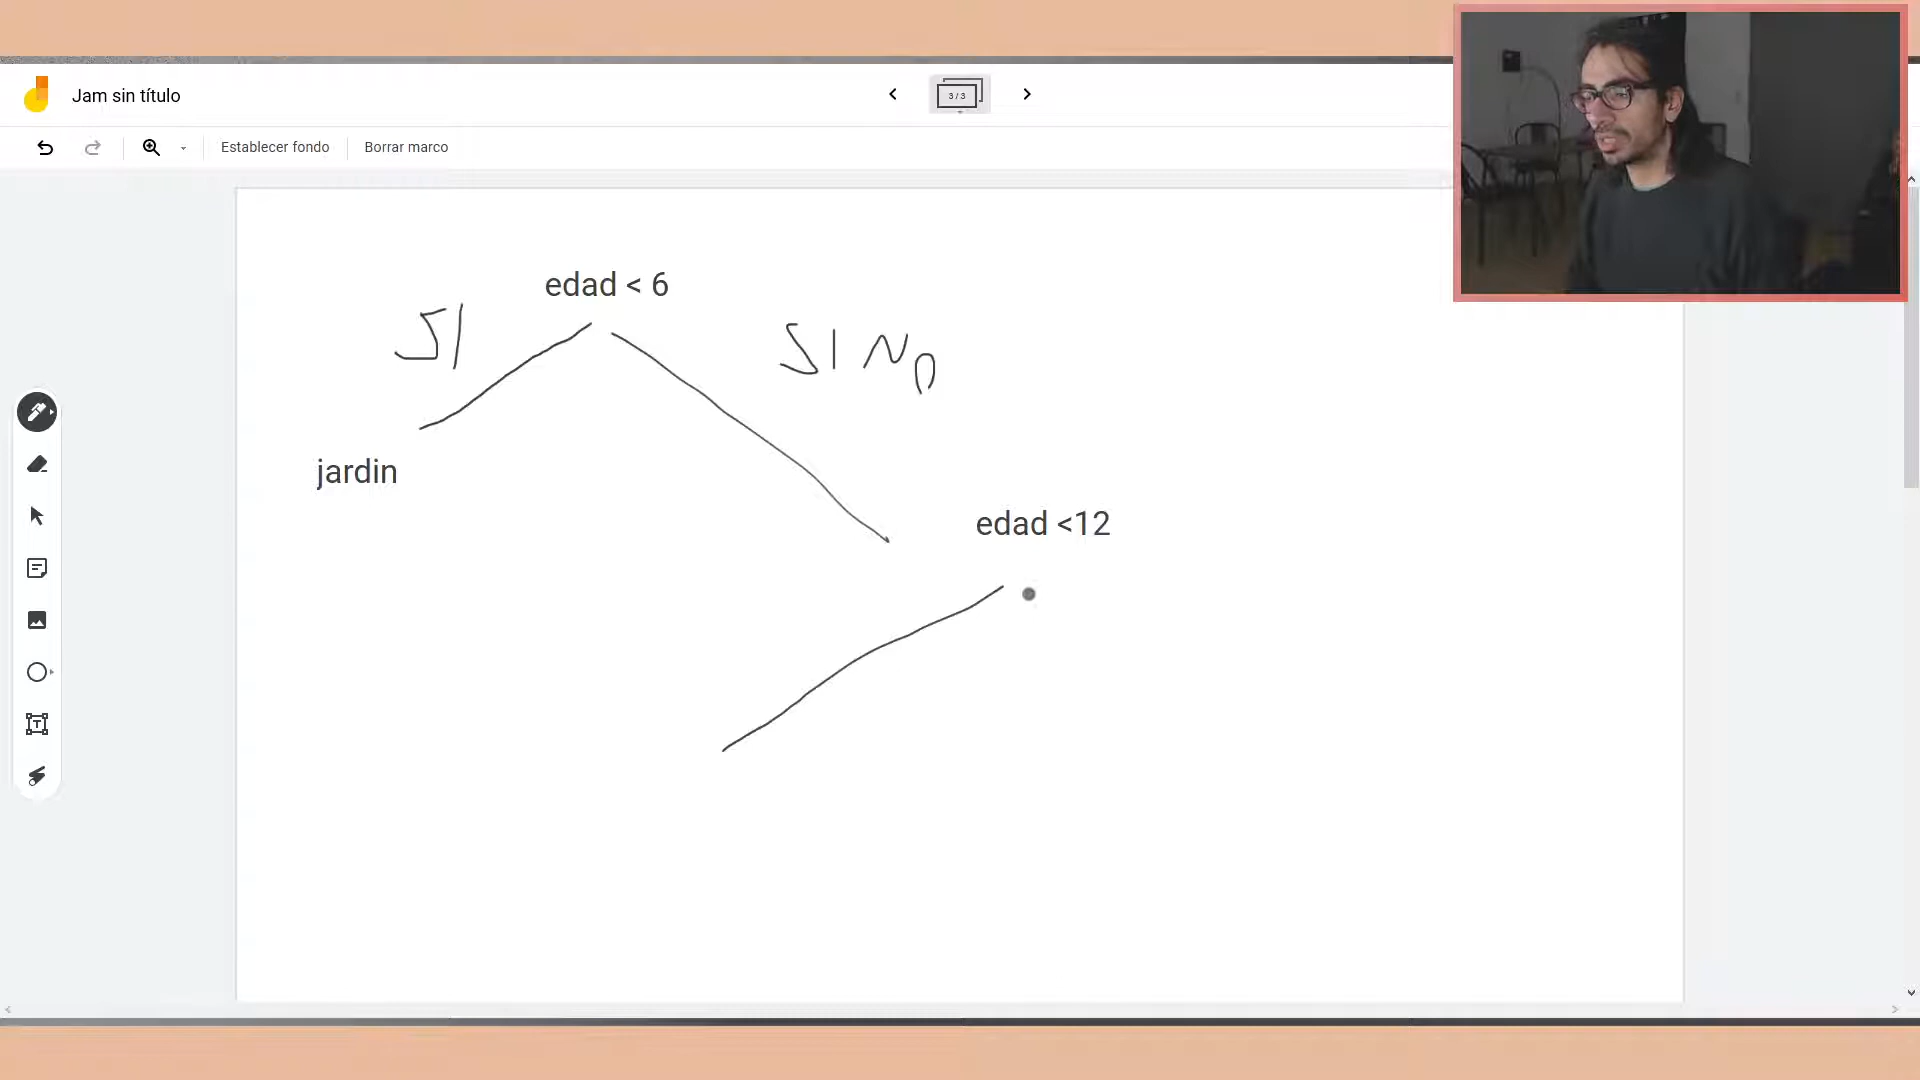 Jam sin título
3 / 3
Establecer fondo
Borrar marco
edad < 6
SI
SI NO
jardin
edad <12